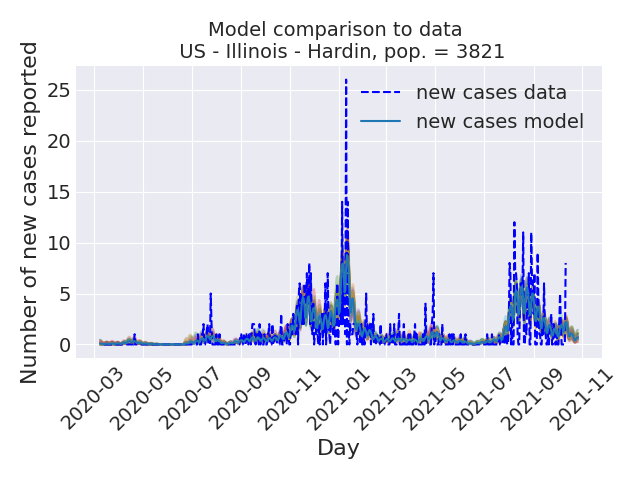 Model comparison to data
US - Illinois - Hardin, pop. = 3821
Number of new cases reported
25
20
15
10
5
0
new cases data
new cases model
2020-03
2020-05
2020-07
2020-09
2020-11
2021-01
2021-03
2021-05
2021-07
2021-09
2021-11
Day